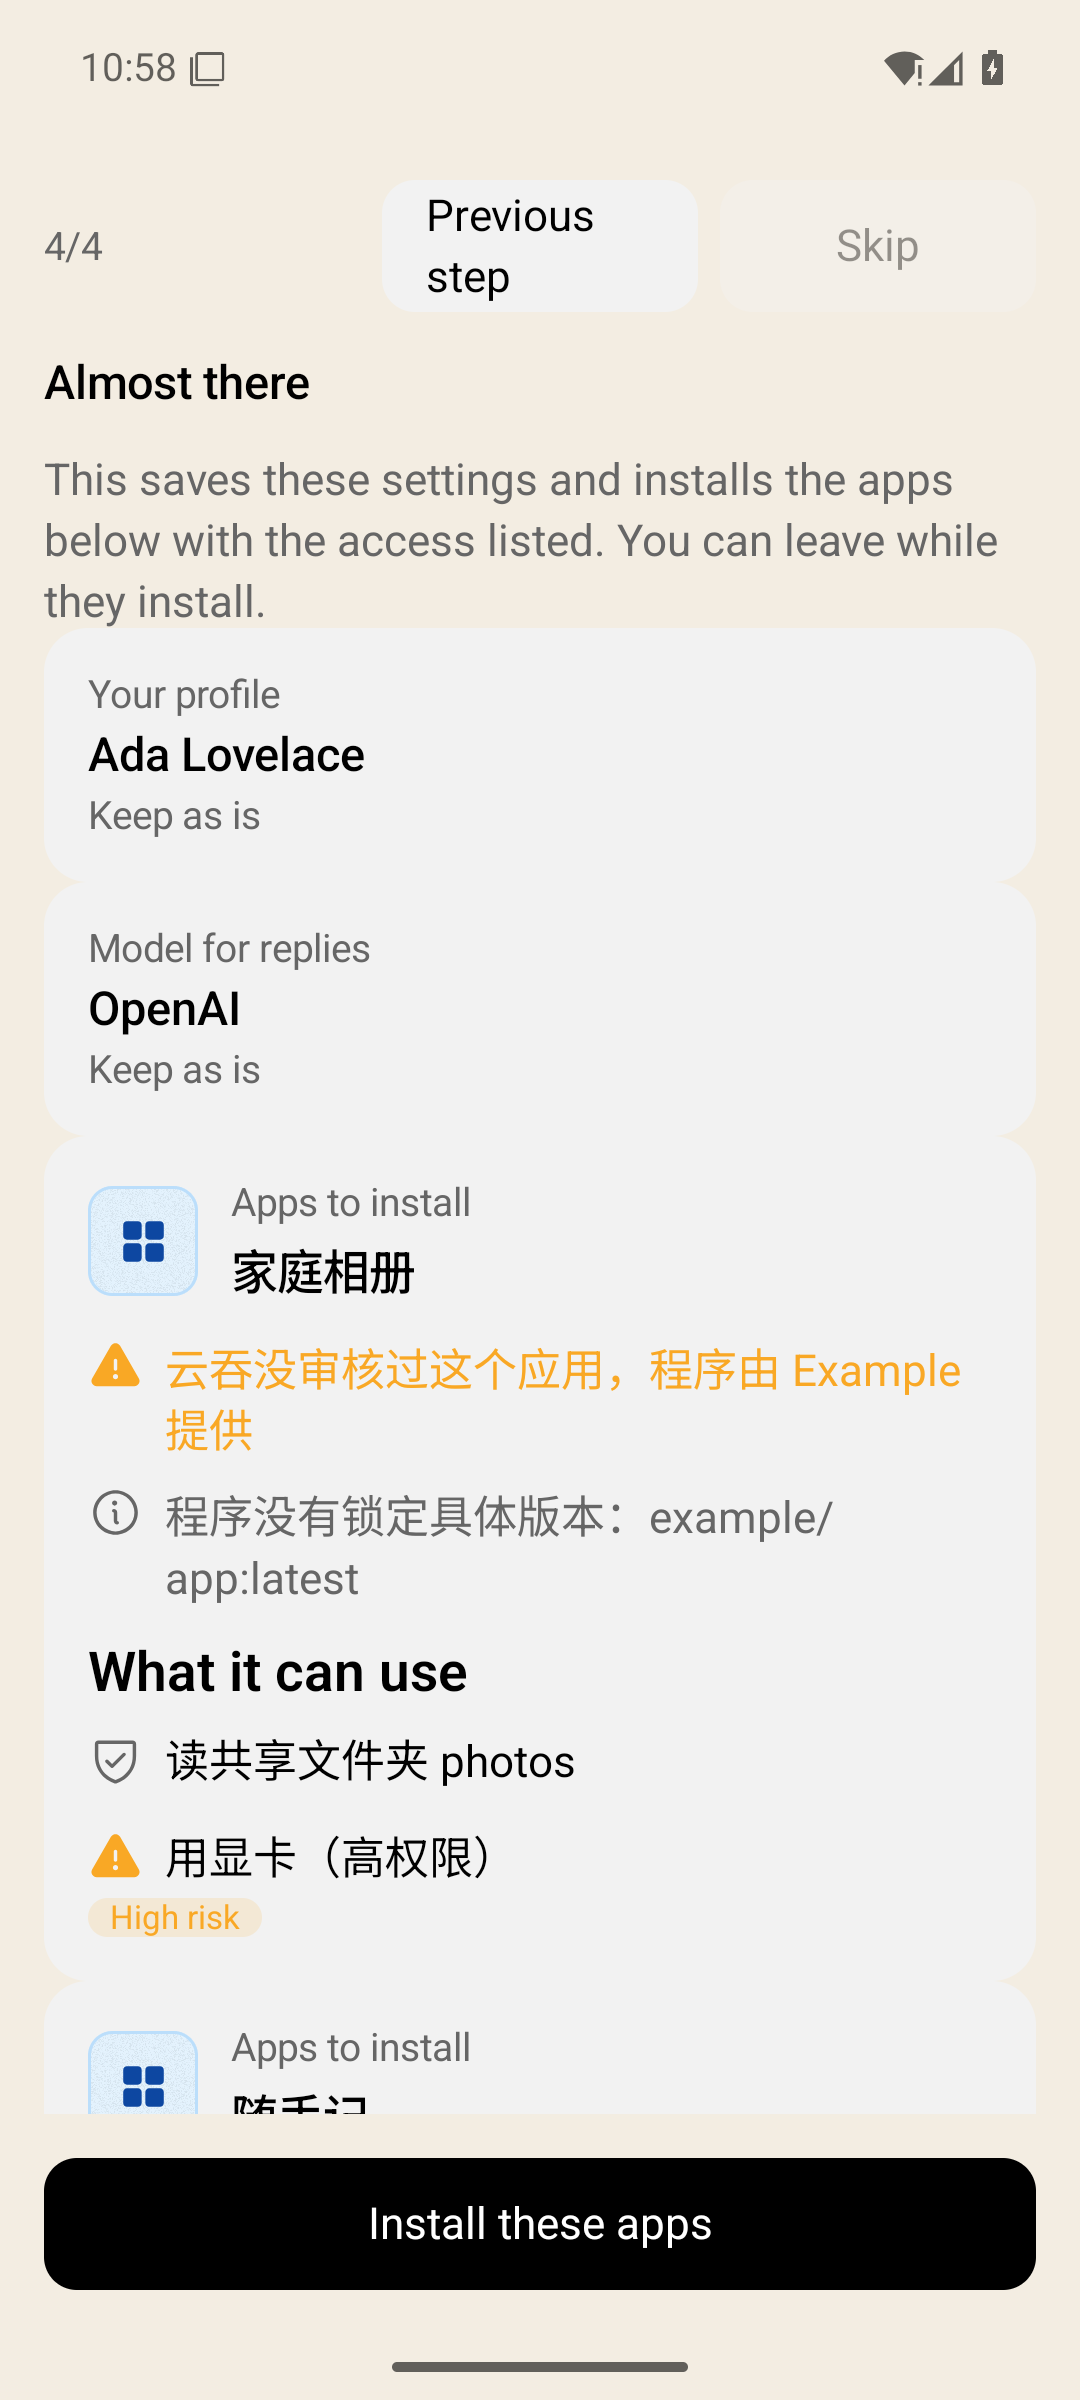 10:58
4/4
Previous
step
Skip
Almost there
This saves these settings and installs the apps
below with the access listed. You can leave while
they install.
Your profile
Ada Lovelace
Keep as is
Model for replies
OpenAI
Keep as is
Apps to install
家庭相册
云吞没审核过这个应用，程序由 Example
提供
程序没有锁定具体版本：example/
app:latest
What it can use
读共享文件夹 photos
用显卡（高权限）
High risk
Apps to install
随手记
Install these apps